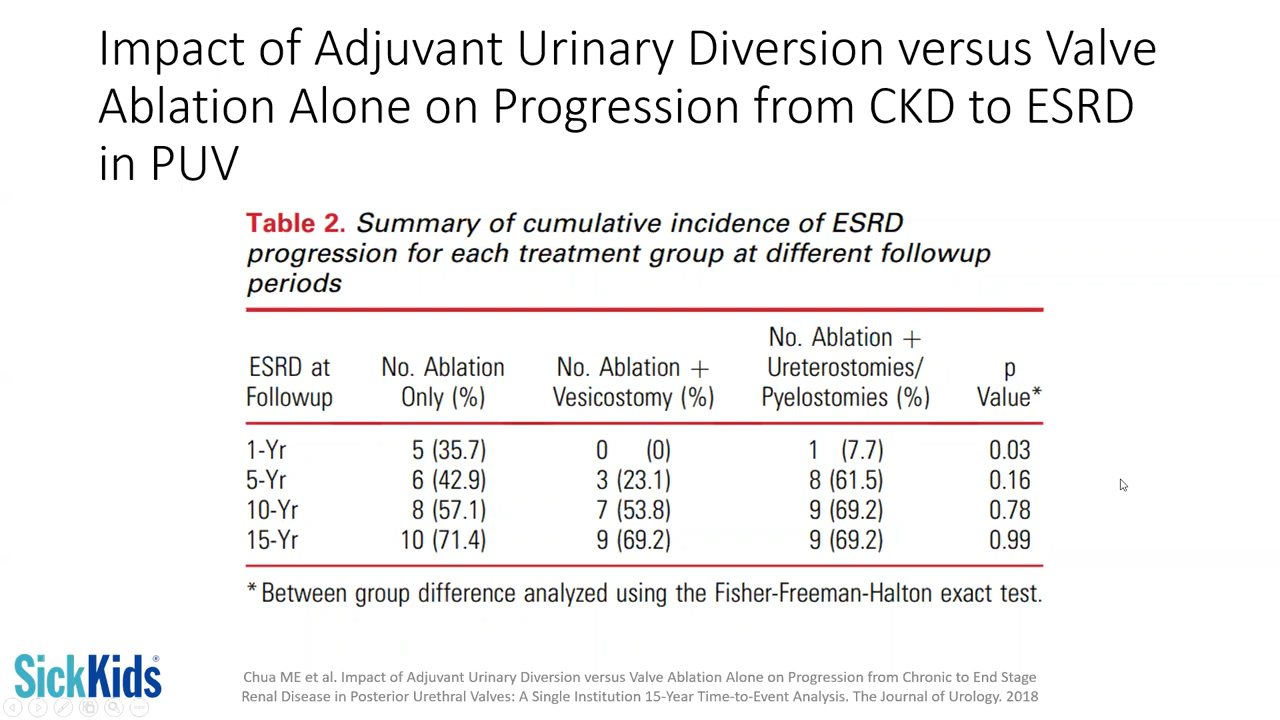 Impact of Adjuvant Urinary Diversion versus Valve
Ablation Alone on Progression from CKD to ESRD
in PUV
Table 2. Summary of cumulative incidence of ESRD
progression for each treatment group at different followup
periods
ESRD at Followup No. Ablation Only (%) No. Ablation + Vesicostomy (%) No. Ablation + Ureterostomies/ Pyelostomies (%) p Value*
1-Yr 5 (35.7) 0 (0) 1 (7.7) 0.03
5-Yr 6 (42.9) 3 (23.1) 8 (61.5) 0.16
10-Yr 8 (57.1) 7 (53.8) 9 (69.2) 0.78
15-Yr 10 (71.4) 9 (69.2) 9 (69.2) 0.99
* Between group difference analyzed using the Fisher-Freeman-Halton exact test.
SickKids®
Chua ME et al. Impact of Adjuvant Urinary Diversion versus Valve Ablation Alone on Progression from Chronic to End Stage
Renal Disease in Posterior Urethral Valves: A Single Institution 15-Year Time-to-Event Analysis. The Journal of Urology. 2018